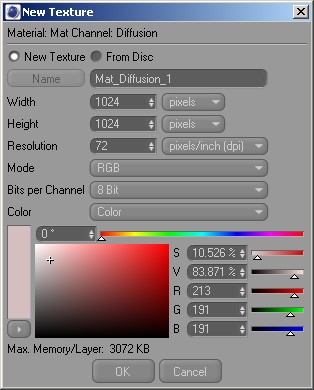 New Texture
Material: Mat Channel: Diffusion
New Texture From Disc
Name Mat_Diffusion_1
Width 1024 pixels
Height 1024 pixels
Resolution 72 pixels/inch (dpi)
Mode RGB
Bits per Channel 8 Bit
Color Color
0 °
S 10.526 %
V 83.871 %
R 213
G 191
B 191
Max. Memory/Layer: 3072 KB
OK Cancel